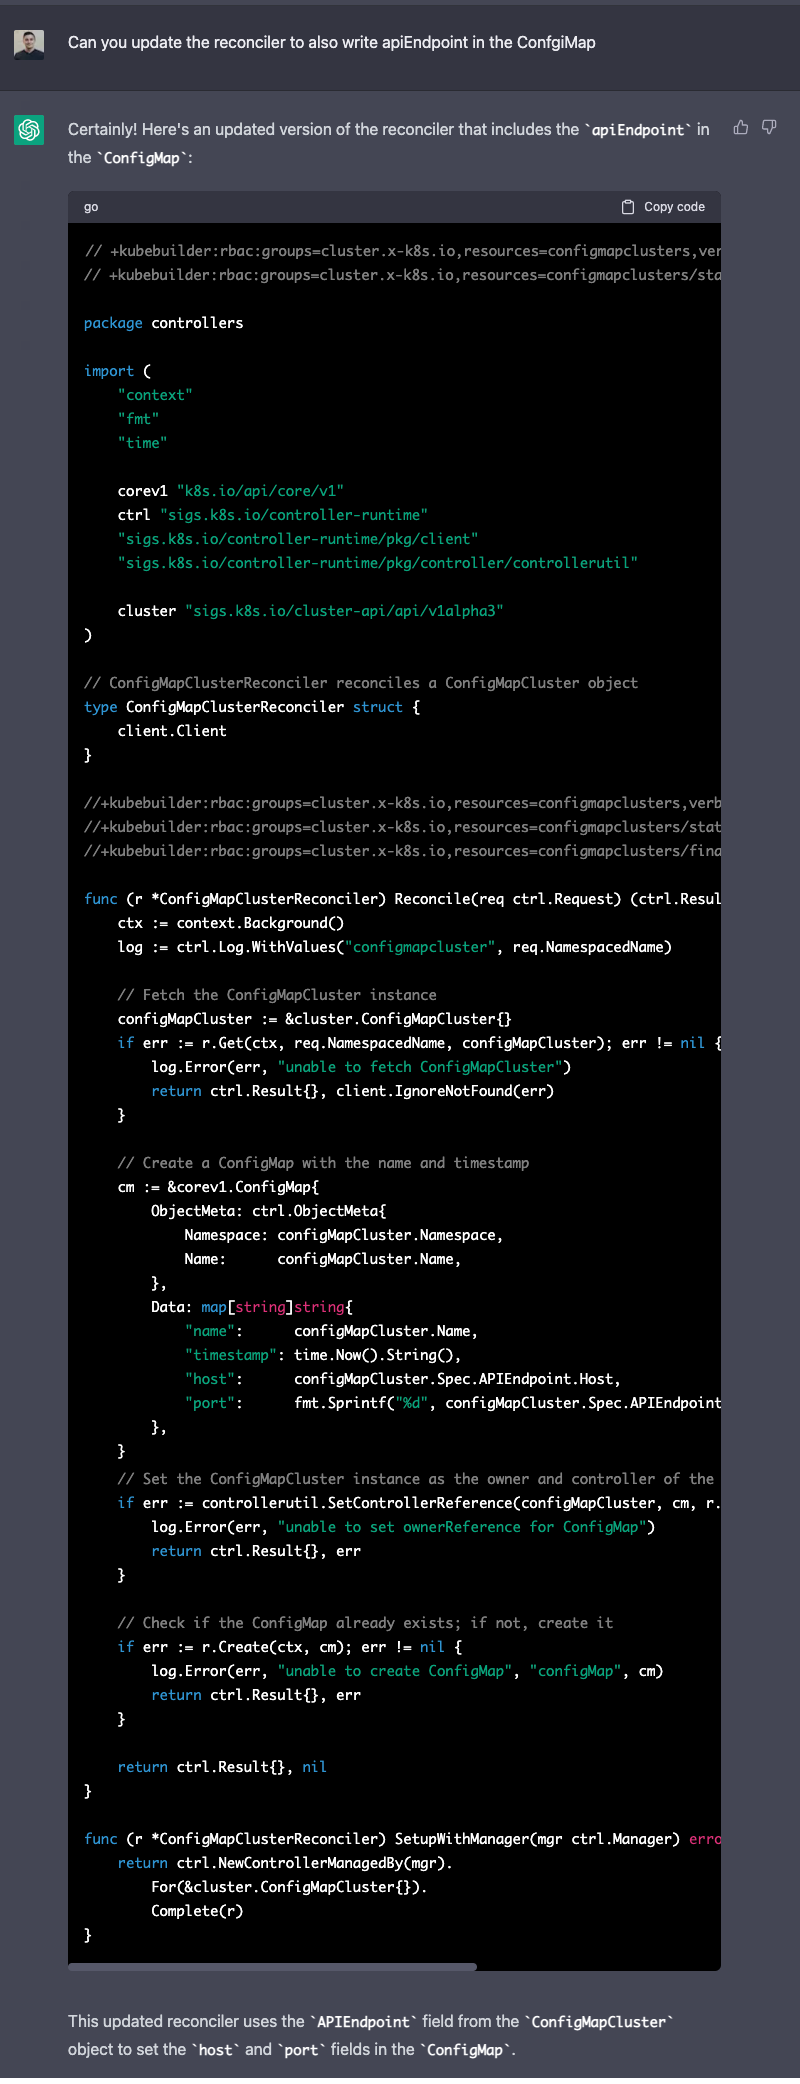 Can you update the reconciler to also write apiEndpoint in the ConfgiMap
Certainly! Here's an updated version of the reconciler that includes the `apiEndpoint` in
the `ConfigMap`:
go
Copy code
// +kubebuilder:rbac:groups=cluster.x-k8s.io,resources=configmapclusters,ver
// +kubebuilder:rbac:groups=cluster.x-k8s.io,resources=configmapclusters/sta
package controllers
import (
    "context"
    "fmt"
    "time"
    corev1 "k8s.io/api/core/v1"
    ctrl "sigs.k8s.io/controller-runtime"
    "sigs.k8s.io/controller-runtime/pkg/client"
    "sigs.k8s.io/controller-runtime/pkg/controller/controllerutil"
    cluster "sigs.k8s.io/cluster-api/api/v1alpha3"
)
// ConfigMapClusterReconciler reconciles a ConfigMapCluster object
type ConfigMapClusterReconciler struct {
    client.Client
}
//+kubebuilder:rbac:groups=cluster.x-k8s.io,resources=configmapclusters,verb
//+kubebuilder:rbac:groups=cluster.x-k8s.io,resources=configmapclusters/stat
//+kubebuilder:rbac:groups=cluster.x-k8s.io,resources=configmapclusters/fina
func (r *ConfigMapClusterReconciler) Reconcile(req ctrl.Request) (ctrl.Resul
    ctx := context.Background()
    log := ctrl.Log.WithValues("configmapcluster", req.NamespacedName)
    // Fetch the ConfigMapCluster instance
    configMapCluster := &cluster.ConfigMapCluster{}
    if err := r.Get(ctx, req.NamespacedName, configMapCluster); err != nil {
        log.Error(err, "unable to fetch ConfigMapCluster")
        return ctrl.Result{}, client.IgnoreNotFound(err)
    }
    // Create a ConfigMap with the name and timestamp
    cm := &corev1.ConfigMap{
        ObjectMeta: ctrl.ObjectMeta{
            Namespace: configMapCluster.Namespace,
            Name:      configMapCluster.Name,
        },
        Data: map[string]string{
            "name":      configMapCluster.Name,
            "timestamp": time.Now().String(),
            "host":      configMapCluster.Spec.APIEndpoint.Host,
            "port":      fmt.Sprintf("%d", configMapCluster.Spec.APIEndpoint
        },
    }
    // Set the ConfigMapCluster instance as the owner and controller of the
    if err := controllerutil.SetControllerReference(configMapCluster, cm, r.
        log.Error(err, "unable to set ownerReference for ConfigMap")
        return ctrl.Result{}, err
    }
    // Check if the ConfigMap already exists; if not, create it
    if err := r.Create(ctx, cm); err != nil {
        log.Error(err, "unable to create ConfigMap", "configMap", cm)
        return ctrl.Result{}, err
    }
    return ctrl.Result{}, nil
}
func (r *ConfigMapClusterReconciler) SetupWithManager(mgr ctrl.Manager) erro
    return ctrl.NewControllerManagedBy(mgr).
        For(&cluster.ConfigMapCluster{}).
        Complete(r)
}
This updated reconciler uses the `APIEndpoint` field from the `ConfigMapCluster`
object to set the `host` and `port` fields in the `ConfigMap`.